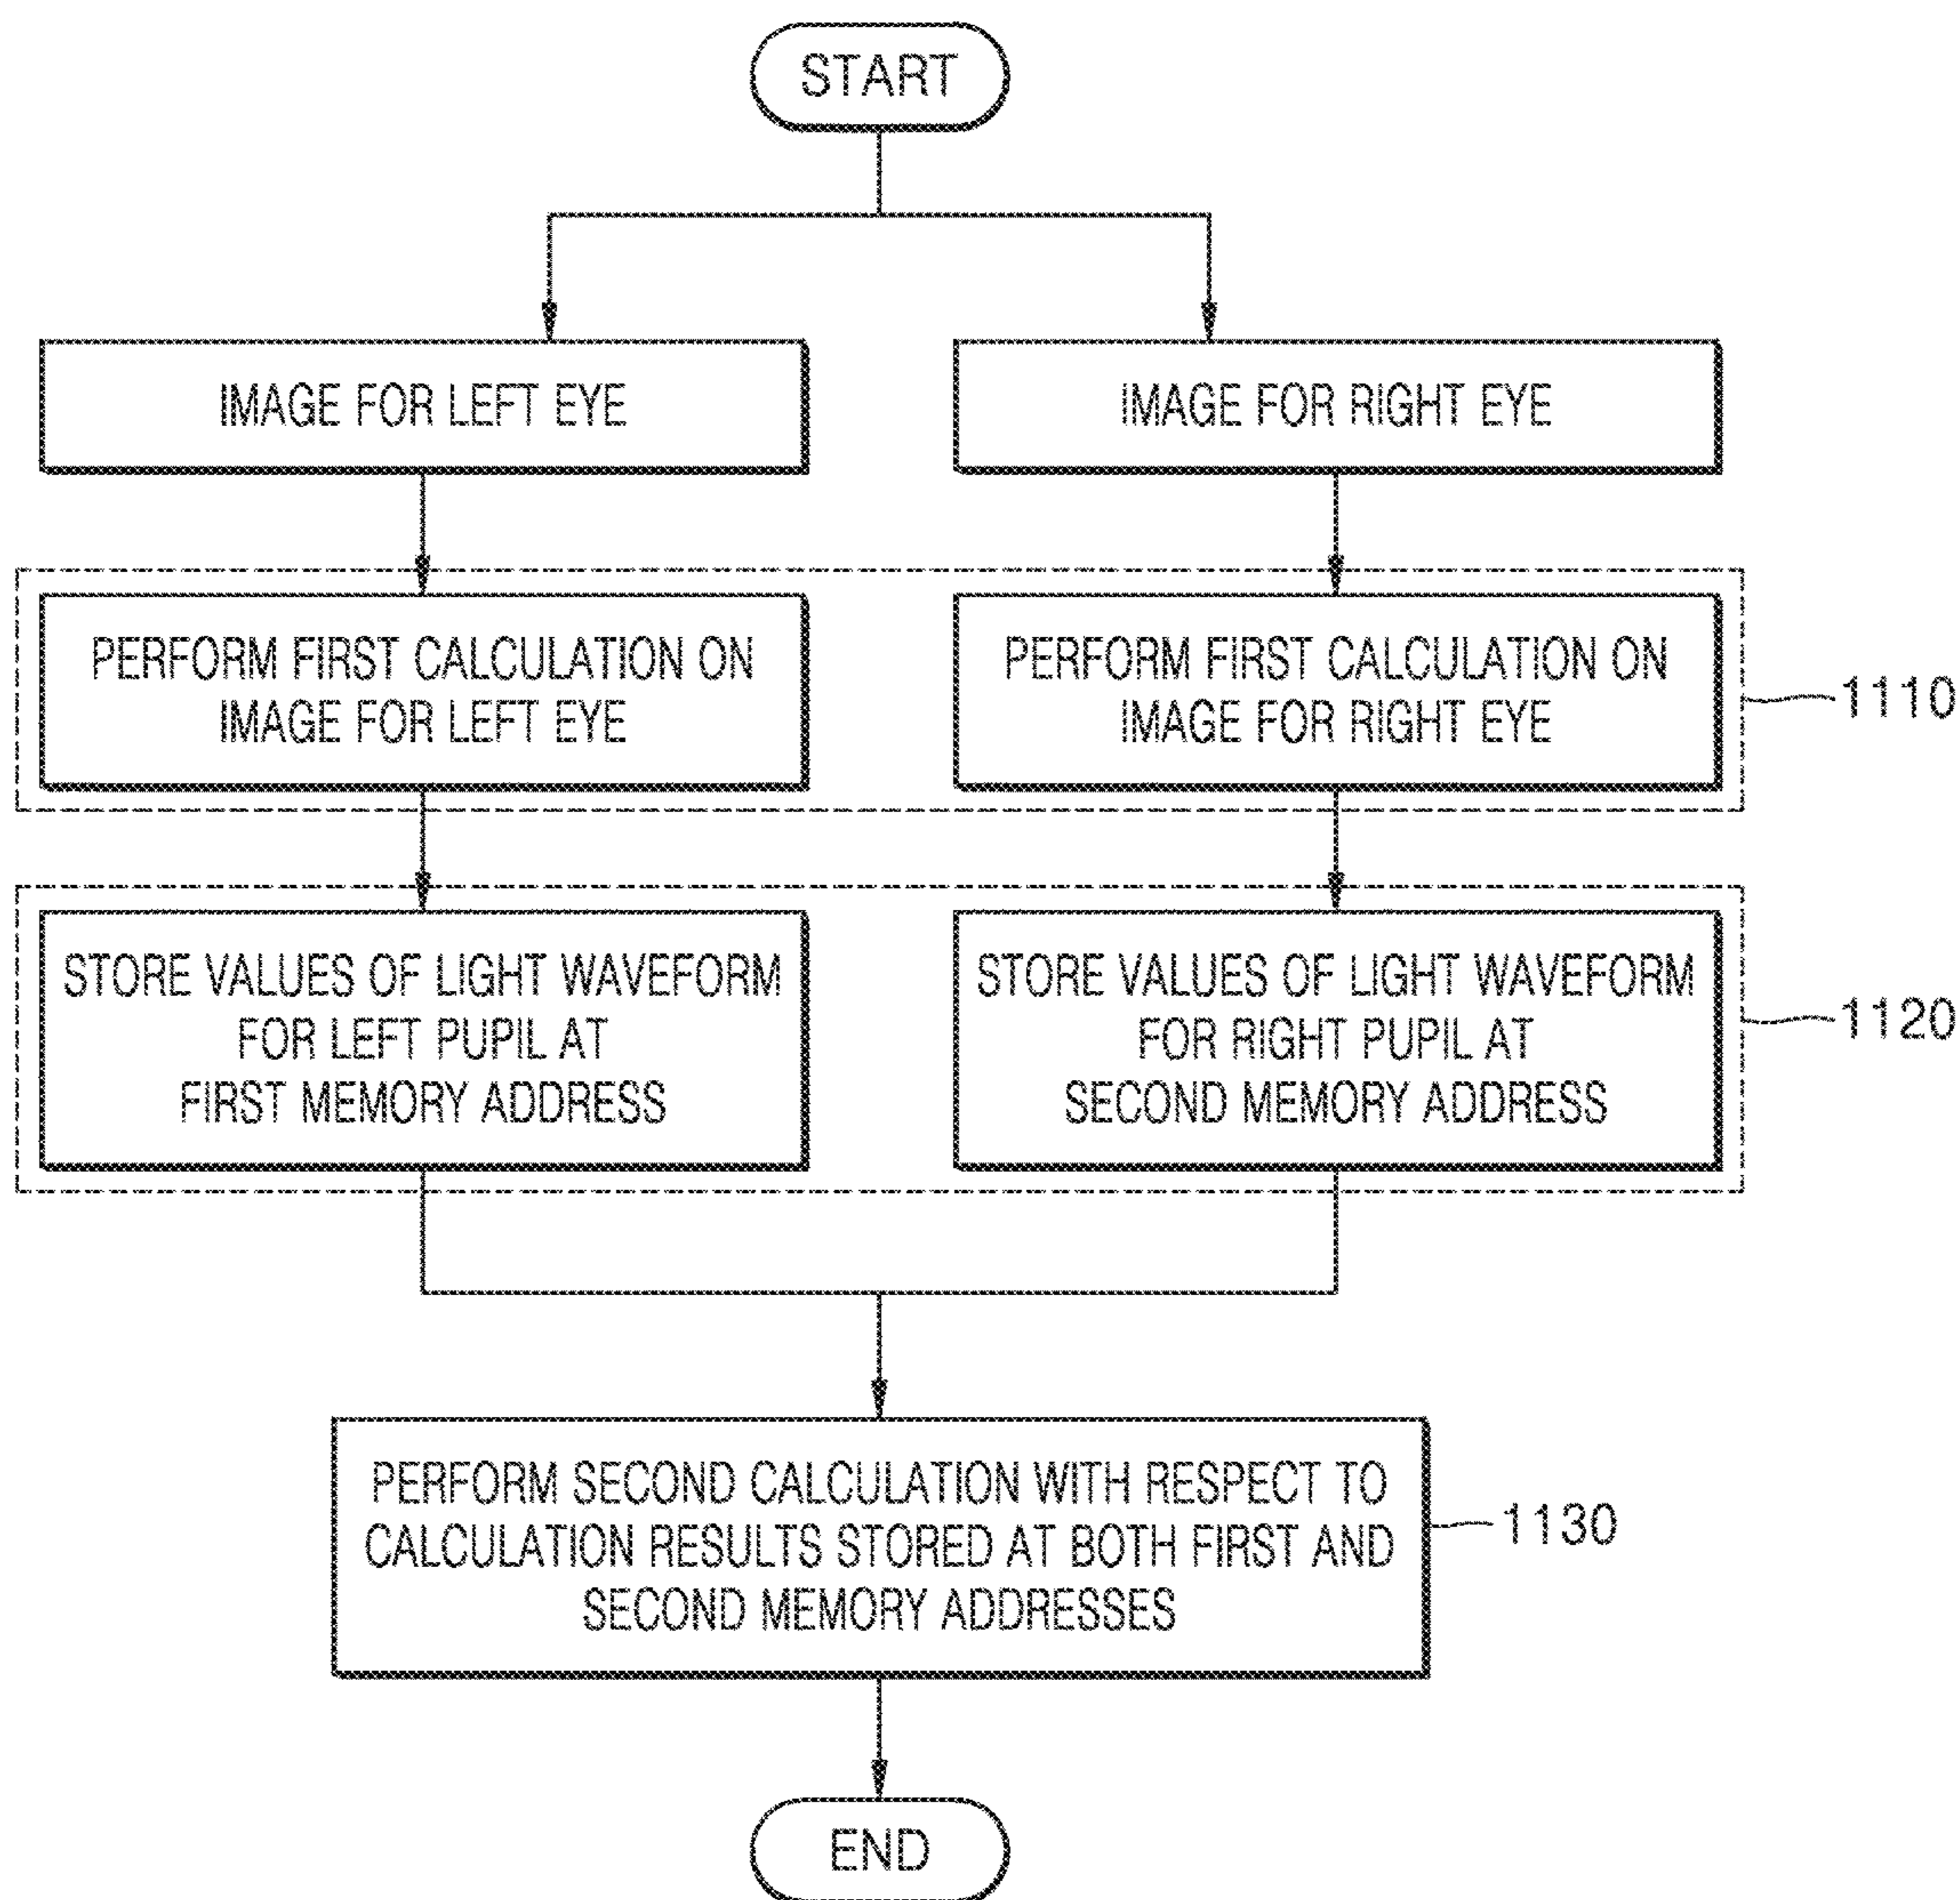 START
IMAGE FOR LEFT EYE
IMAGE FOR RIGHT EYE
PERFORM FIRST CALCULATION ON
IMAGE FOR LEFT EYE
PERFORM FIRST CALCULATION ON
IMAGE FOR RIGHT EYE
1110
STORE VALUES OF LIGHT WAVEFORM
FOR LEFT PUPIL AT
FIRST MEMORY ADDRESS
STORE VALUES OF LIGHT WAVEFORM
FOR RIGHT PUPIL AT
SECOND MEMORY ADDRESS
1120
PERFORM SECOND CALCULATION WITH RESPECT TO
CALCULATION RESULTS STORED AT BOTH FIRST AND
SECOND MEMORY ADDRESSES
1130
END